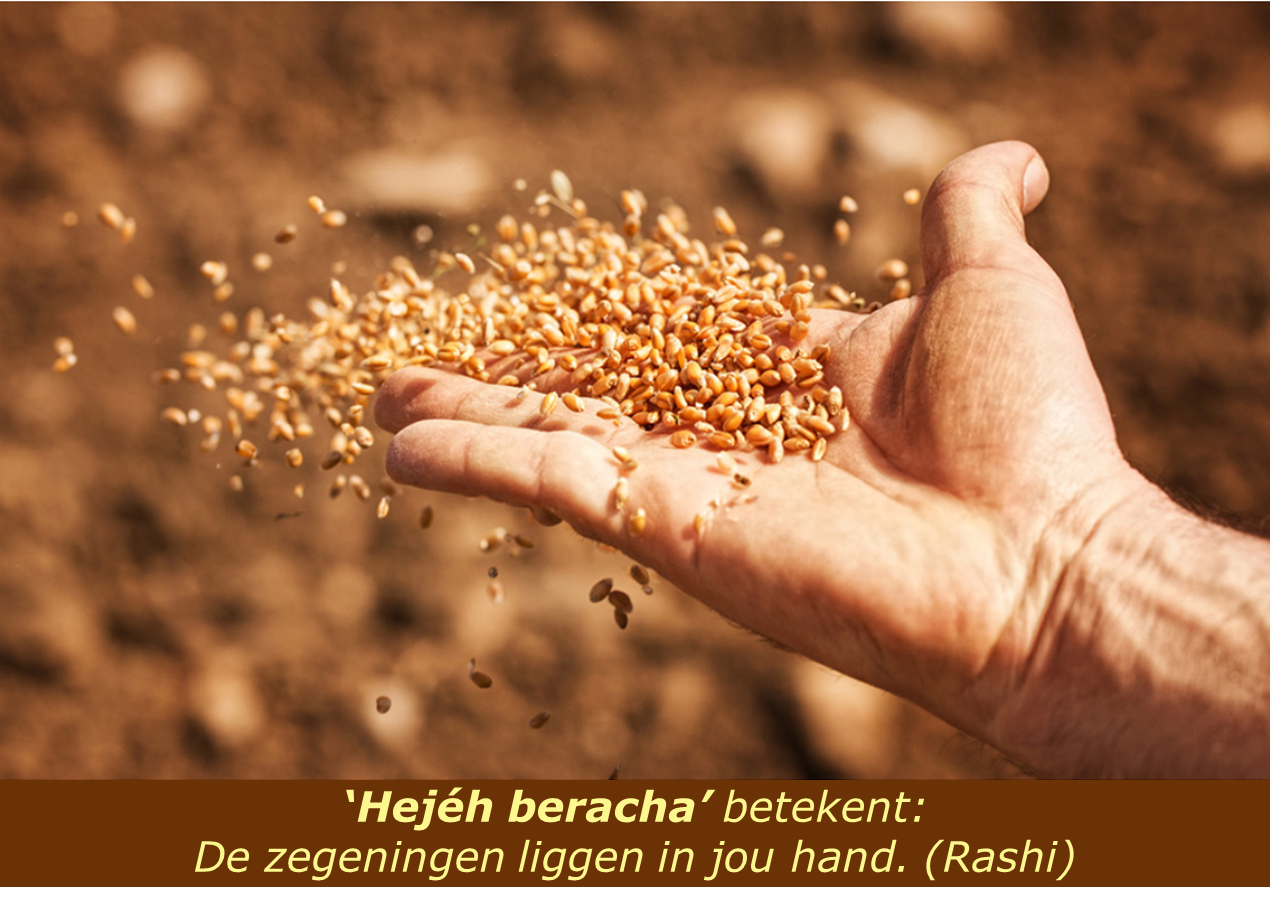 ‘Hejéh beracha’ betekent:
De zegeningen liggen in jou hand. (Rashi)